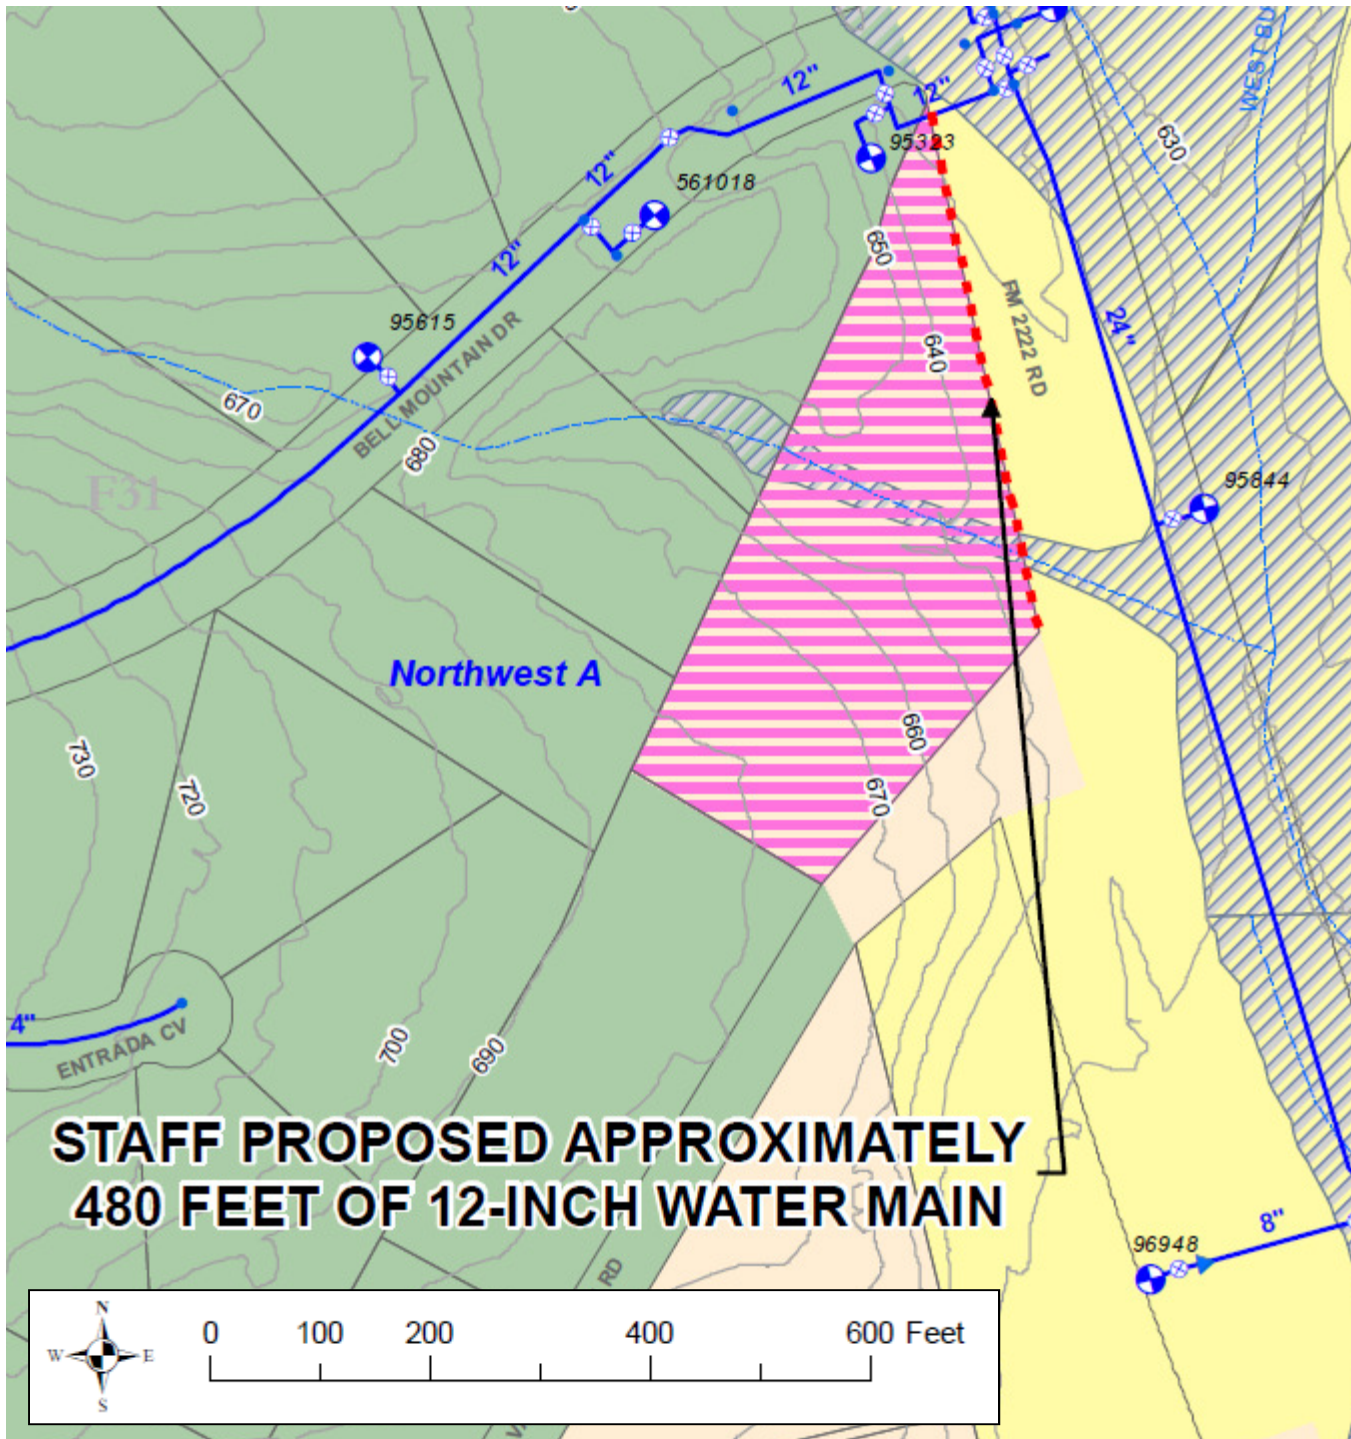 12"
12"
WEST BU
95323
630
12"
561018
12"
650
FM 2222 RD
95615
BELL MOUNTAIN DR
640
24"
670
680
F31
95844
Northwest A
730
720
660
670
4"
ENTRADA CV
700
690
STAFF PROPOSED APPROXIMATELY
480 FEET OF 12-INCH WATER MAIN
8"
96948
RD
N
W E
S
0 100 200 400 600 Feet